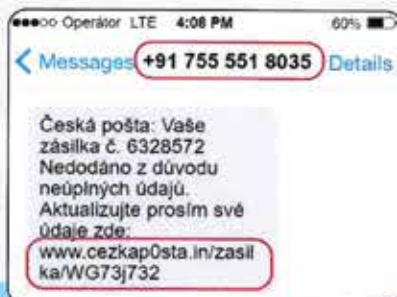 Operátor LTE 4:08 PM 60%
Messages +91 755 551 8035 Details
Česká pošta: Vaše
zásilka č. 6328572
Nedodáno z důvodu
neúplných údajů.
Aktualizujte prosím své
údaje zde:
www.cezkap0sta.in/zasil
ka/WG73j732